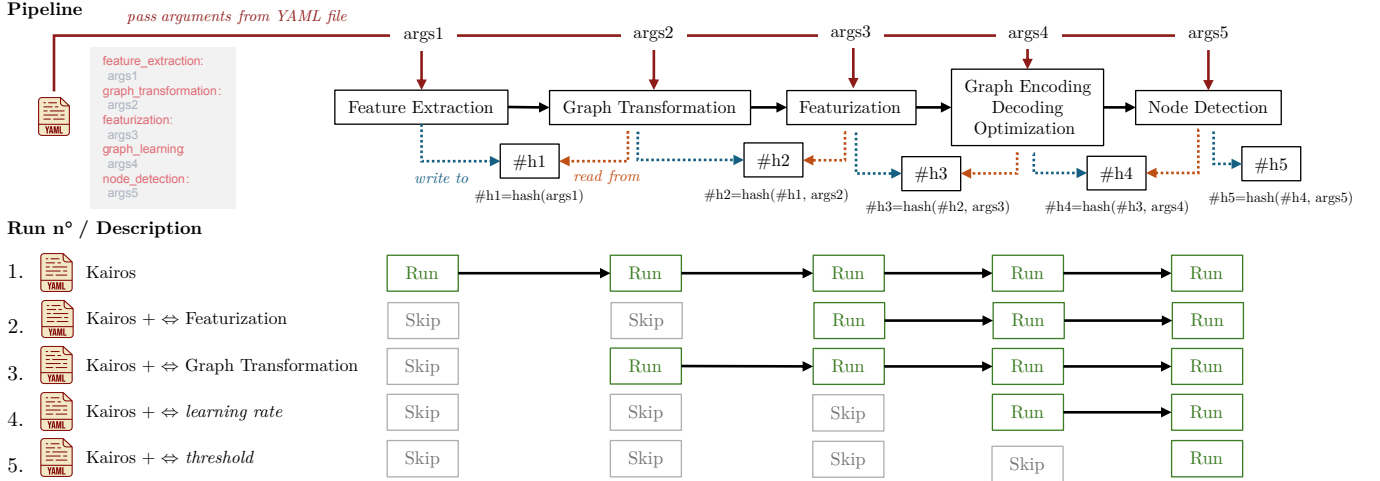 Pipeline
pass arguments from YAML file
args1 args2 args3 args4 args5
YAML
feature_extraction:
args1
graph_transformation:
args2
featurization:
args3
graph_learning:
args4
node_detection:
args5
Feature Extraction
Graph Transformation
Featurization
Graph Encoding
Decoding
Optimization
Node Detection
write to
#h1
read from
#h1=hash(args1)
#h2
#h2=hash(#h1, args2)
#h3
#h3=hash(#h2, args3)
#h4
#h4=hash(#h3, args4)
#h5
#h5=hash(#h4, args5)
Run n° / Description
1. YAML Kairos Run Run Run Run Run
2. YAML Kairos + ⇔ Featurization Skip Skip Run Run Run
3. YAML Kairos + ⇔ Graph Transformation Skip Run Run Run Run
4. YAML Kairos + ⇔ learning rate Skip Skip Skip Run Run
5. YAML Kairos + ⇔ threshold Skip Skip Skip Skip Run